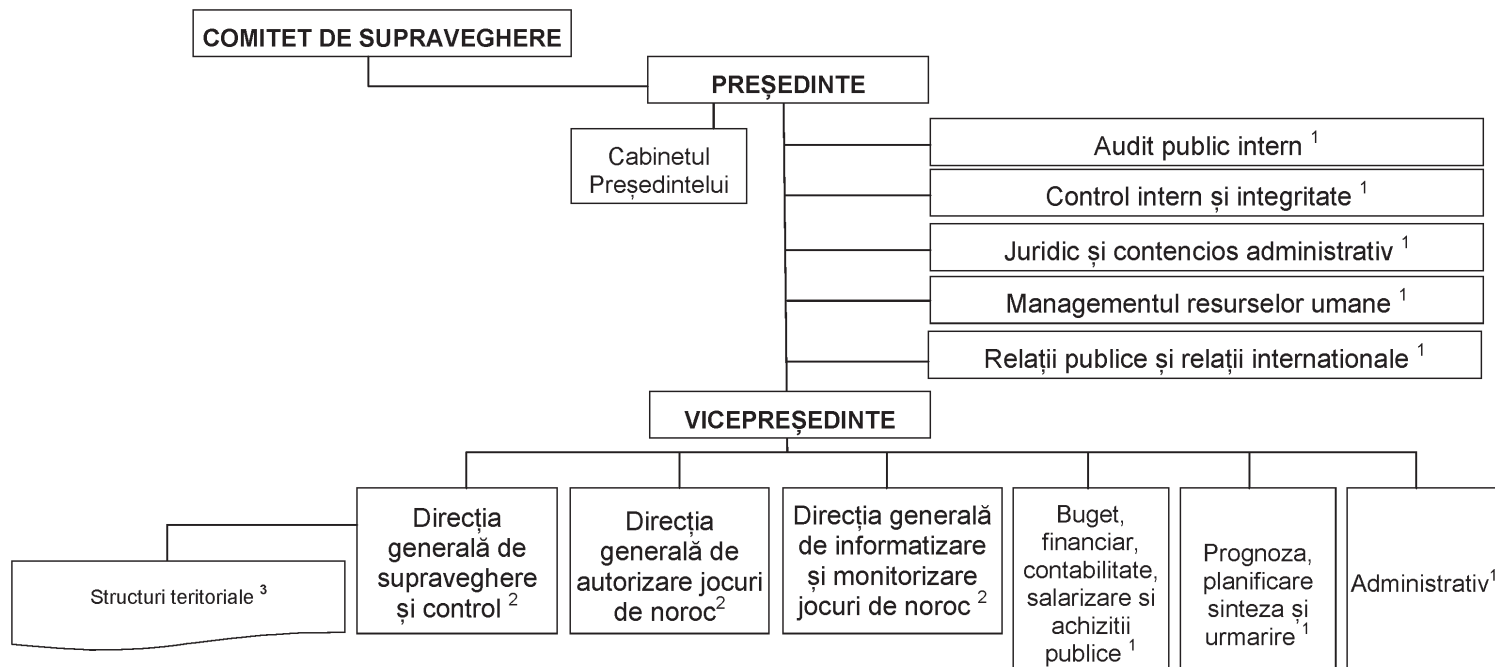 COMITET DE SUPRAVEGHERE
PREȘEDINTE
Cabinetul
Președintelui
Audit public intern ¹
Control intern și integritate ¹
Juridic și contencios administrativ ¹
Managementul resurselor umane ¹
Relații publice și relații internationale ¹
VICEPREȘEDINTE
Structuri teritoriale ³
Direcția
generală de
supraveghere
și control ²
Direcția
generală de
autorizare jocuri
de noroc²
Direcția generală
de informatizare
și monitorizare
jocuri de noroc ²
Buget,
financiar,
contabilitate,
salarizare si
achizitii
publice ¹
Prognoza,
planificare
sinteza și
urmarire ¹
Administrativ¹